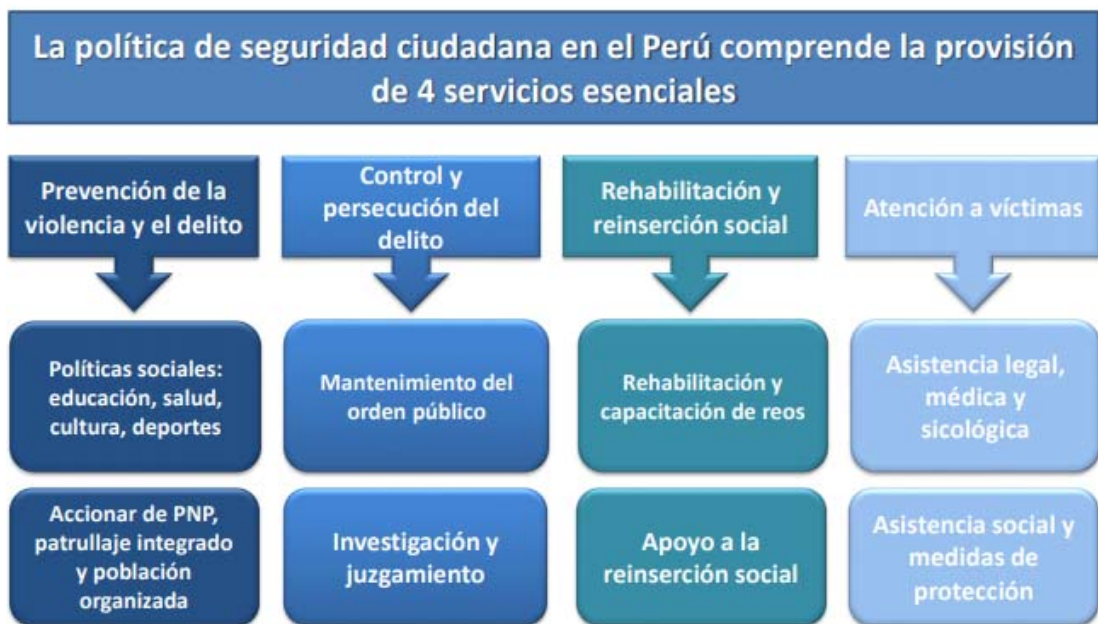 La política de seguridad ciudadana en el Perú comprende la provisión
de 4 servicios esenciales
Prevención de la
violencia y el delito
Control y
persecución del
delito
Rehabilitación y
reinserción social
Atención a víctimas
Políticas sociales:
educación, salud,
cultura, deportes
Mantenimiento del
orden público
Rehabilitación y
capacitación de reos
Asistencia legal,
médica y
sicológica
Accionar de PNP,
patrullaje integrado
y población
organizada
Investigación y
juzgamiento
Apoyo a la
reinserción social
Asistencia social y
medidas de
protección